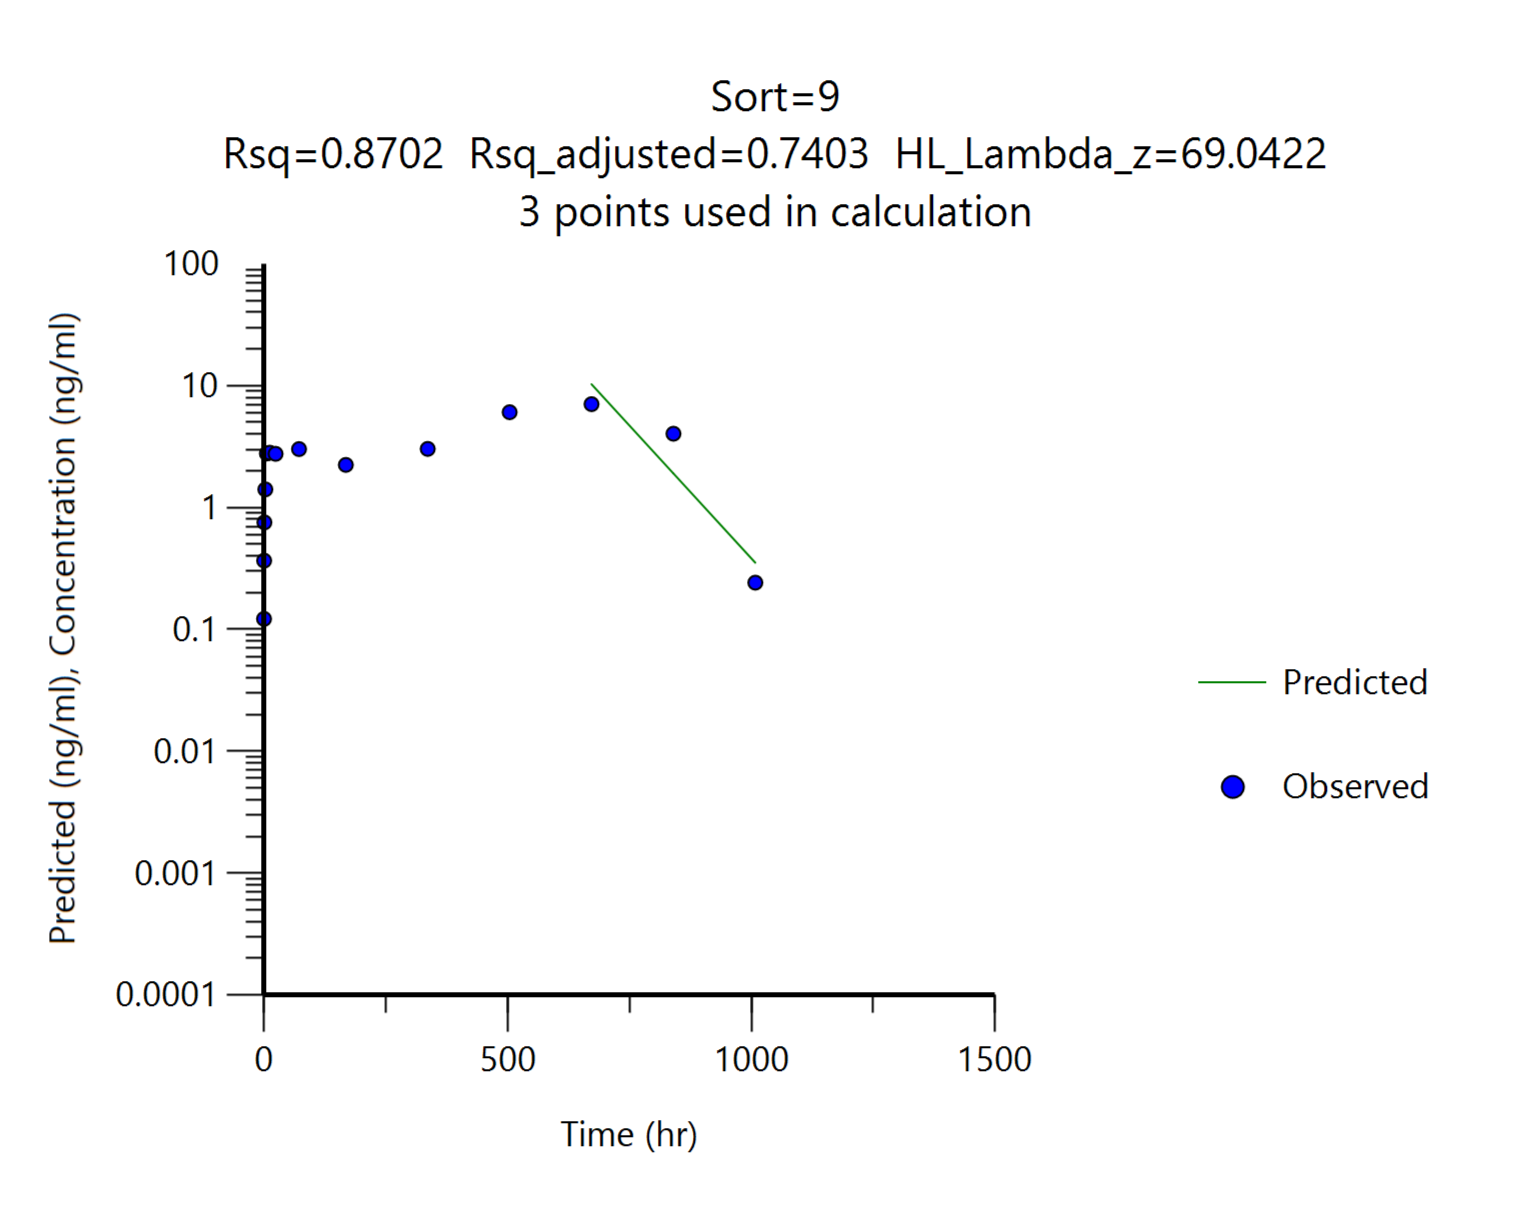 Sort=9
Rsq=0.8702 Rsq_adjusted=0.7403 HL_Lambda_z=69.0422
3 points used in calculation
Predicted (ng/ml), Concentration (ng/ml)
100
10
1
0.1
0.01
0.001
0.0001
0
500
1000
1500
Time (hr)
Predicted
Observed